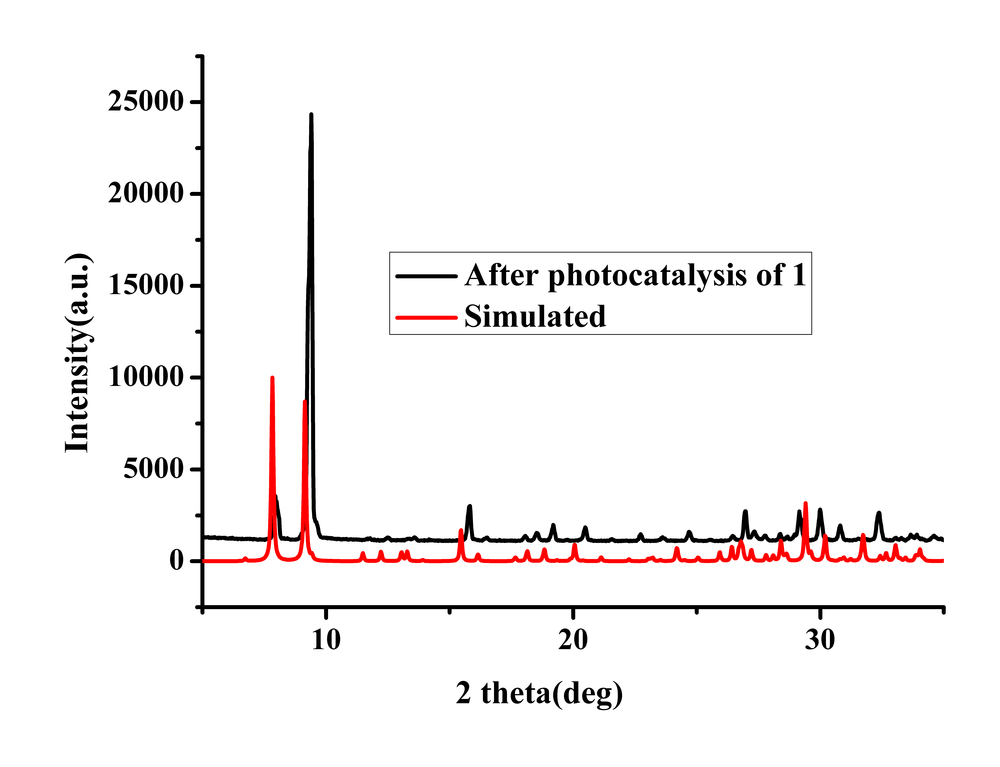 25000
20000
15000
10000
5000
0
Intensity(a.u.)
After photocatalysis of 1
Simulated
10 20 30
2 theta(deg)